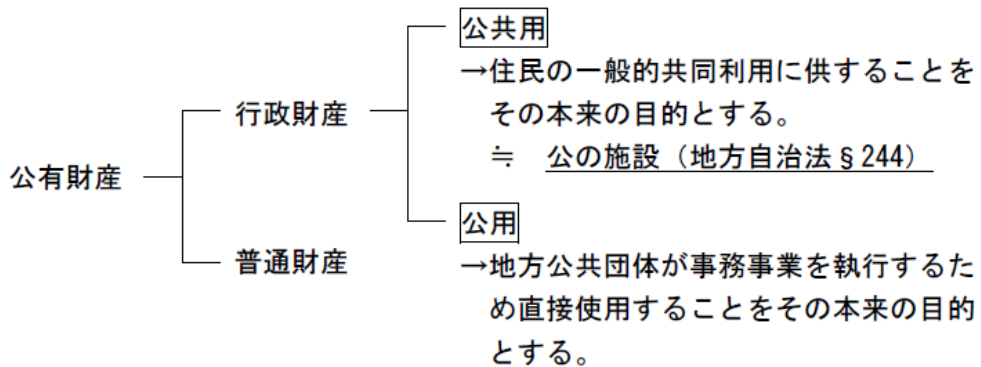 公有財産
行政財産
公共用
→住民の一般的共同利用に供することを
その本来の目的とする。
≒ 公の施設（地方自治法§244）
公用
→地方公共団体が事務事業を執行するた
め直接使用することをその本来の目的
とする。
普通財産